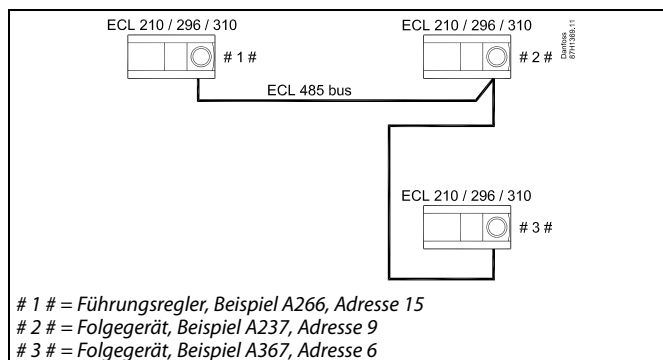 ECL 210 / 296 / 310
# 1 #
ECL 210 / 296 / 310
# 2 #
Danfoss
87H1369.11
ECL 485 bus
ECL 210 / 296 / 310
# 3 #
# 1 # = Führungsregler, Beispiel A266, Adresse 15
# 2 # = Folgegerät, Beispiel A237, Adresse 9
# 3 # = Folgegerät, Beispiel A367, Adresse 6